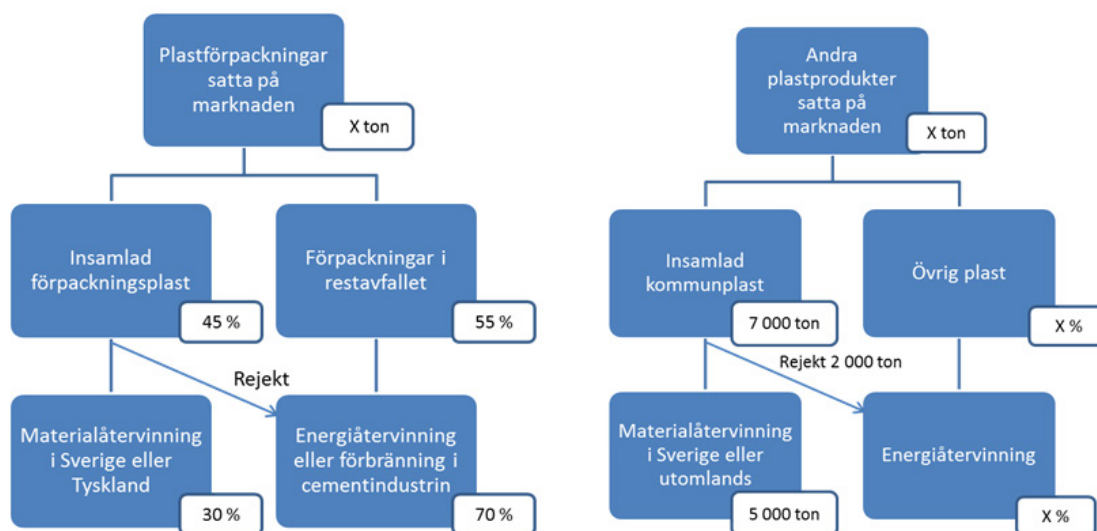 Plastförpackningar
satta på
marknaden
X ton
Insamlad
förpackningsplast
45 %
Förpackningar i
restavfallet
55 %
Rejekt
Materialåtervinning
i Sverige eller
Tyskland
30 %
Energiåtervinning
eller förbränning i
cementindustrin
70 %
Andra
plastprodukter
satta på
marknaden
X ton
Insamlad
kommunplast
7 000 ton
Övrig plast
X %
Rejekt 2 000 ton
Materialåtervinning
i Sverige eller
utomlands
5 000 ton
Energiåtervinning
X %